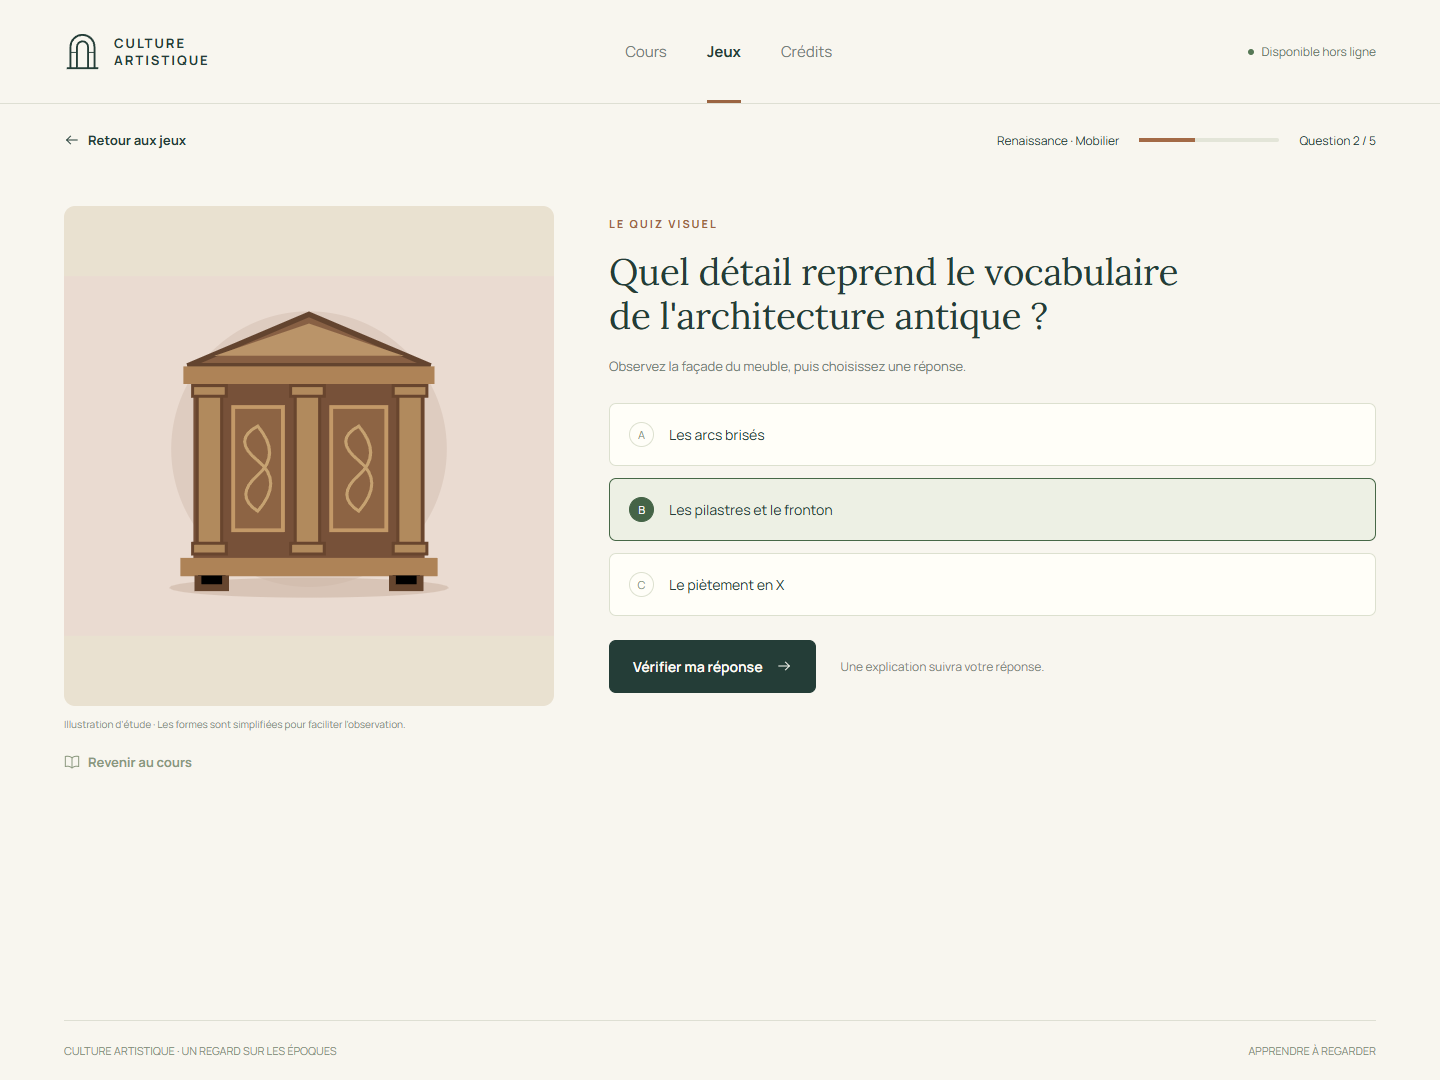 CULTURE
ARTISTIQUE
Cours
Jeux
Crédits
Disponible hors ligne
Retour aux jeux
Renaissance · Mobilier
Question 2 / 5
LE QUIZ VISUEL
Quel détail reprend le vocabulaire
de l'architecture antique ?
Observez la façade du meuble, puis choisissez une réponse.
A Les arcs brisés
B Les pilastres et le fronton
C Le piètement en X
Vérifier ma réponse
Une explication suivra votre réponse.
Illustration d'étude · Les formes sont simplifiées pour faciliter l'observation.
Revenir au cours
CULTURE ARTISTIQUE · UN REGARD SUR LES ÉPOQUES
APPRENDRE À REGARDER